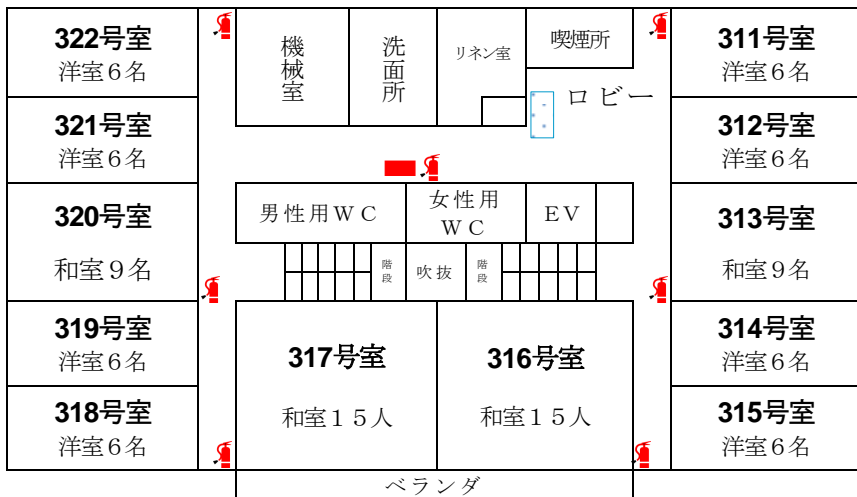 322号室
洋室６名
機械室
洗面所
リネン室
喫煙所
311号室
洋室６名
ロビー
321号室
洋室６名
312号室
洋室６名
320号室
和室９名
男性用ＷＣ
女性用
ＷＣ
ＥＶ
313号室
和室９名
階段
吹抜
階段
319号室
洋室６名
317号室
和室１５人
316号室
和室１５人
314号室
洋室６名
318号室
洋室６名
315号室
洋室６名
ベランダ